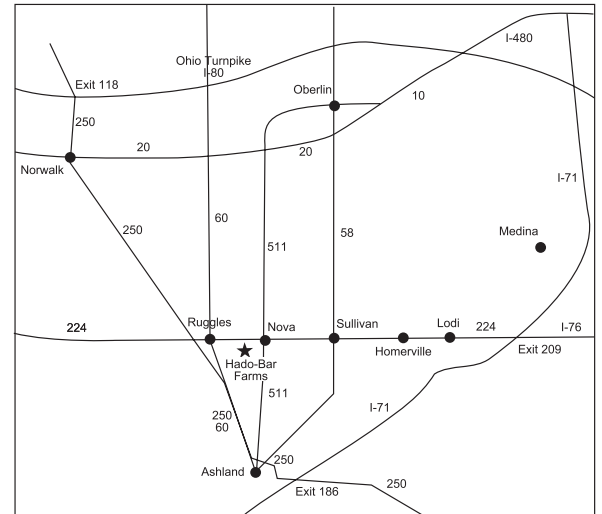 I-480
Ohio Turnpike
I-80
Exit 118
Oberlin
10
250
20
20
Norwalk
I-71
60
250
511
58
Medina
224
Ruggles
Nova
Sullivan
Lodi
224
I-76
Homerville
Exit 209
Hado-Bar
Farms
511
I-71
250
60
250
Ashland
Exit 186
250